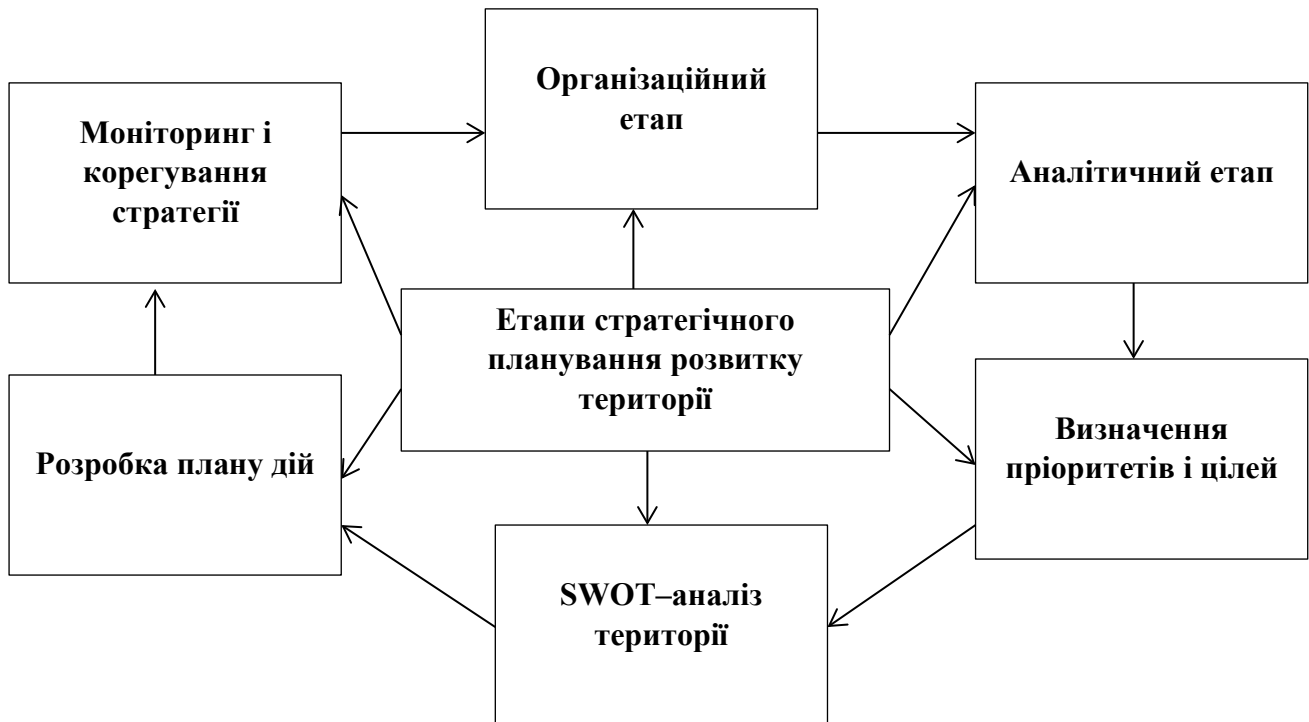 Організаційний
етап
Моніторинг і
корегування
стратегії
Аналітичний етап
Етапи стратегічного
планування розвитку
території
Розробка плану дій
Визначення
пріоритетів і цілей
SWOT–аналіз
території